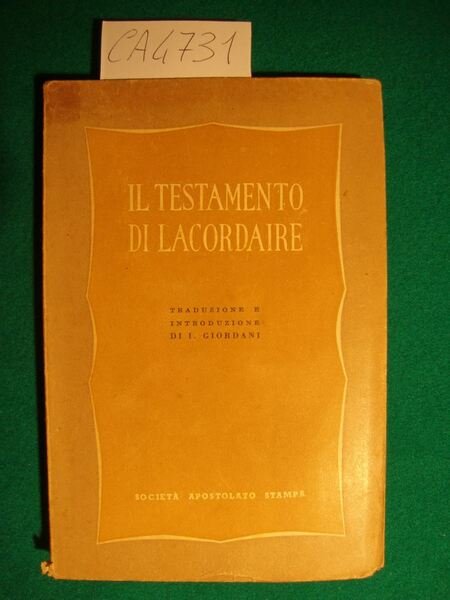 CA4731
IL TESTAMENTO
DI LACORDAIRE
TRADUZIONE E
INTRODUZIONE
DI I. GIORDANI
SOCIETÀ APOSTOLATO STAMPA